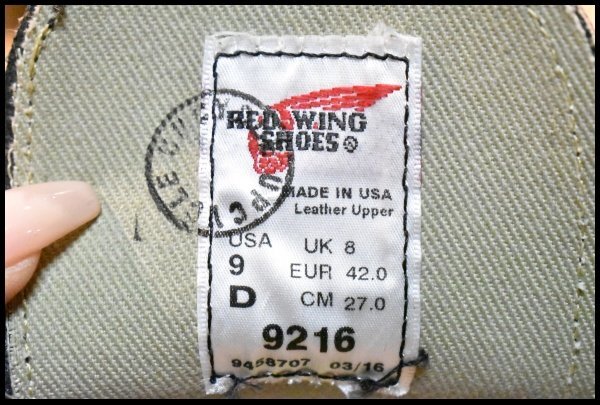 RED WING
SHOES
MADE IN USA
Leather Upper
USA UK 8
9 EUR 42.0
D CM 27.0
9216
9458707 03/16